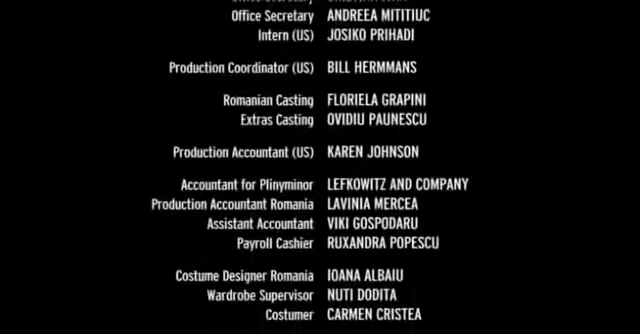 Office Secretary ANDREEA MITITIUC
Intern (US) JOSIKO PRIHADI
Production Coordinator (US) BILL HERMMANS
Romanian Casting FLORIELA GRAPINI
Extras Casting OVIDIU PAUNESCU
Production Accountant (US) KAREN JOHNSON
Accountant for Plinyminor LEFKOWITZ AND COMPANY
Production Accountant Romania LAVINIA MERCEA
Assistant Accountant VIKI GOSPODARU
Payroll Cashier RUXANDRA POPESCU
Costume Designer Romania IOANA ALBAIU
Wardrobe Supervisor NUTI DODITA
Costumer CARMEN CRISTEA